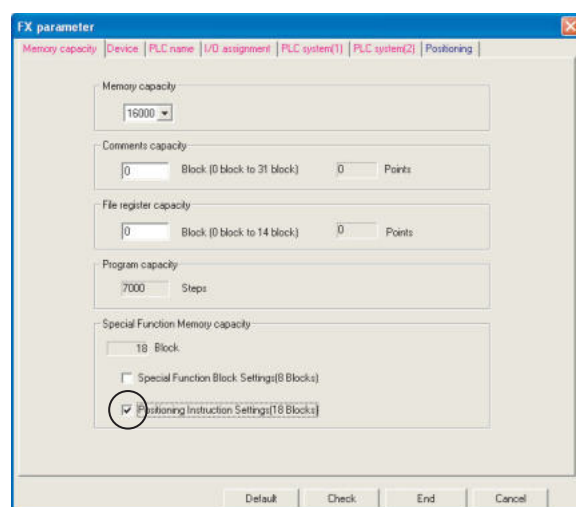 FX parameter
Memory capacity Device PLC name I/O assignment PLC system(1) PLC system(2) Positioning
Memory capacity
16000
Comments capacity
0 Block (0 block to 31 block) 0 Points
File register capacity
0 Block (0 block to 14 block) 0 Points
Program capacity
7000 Steps
Special Function Memory capacity
18 Block
Special Function Block Settings(8 Blocks)
Positioning Instruction Settings(18 Blocks)
Default Check End Cancel